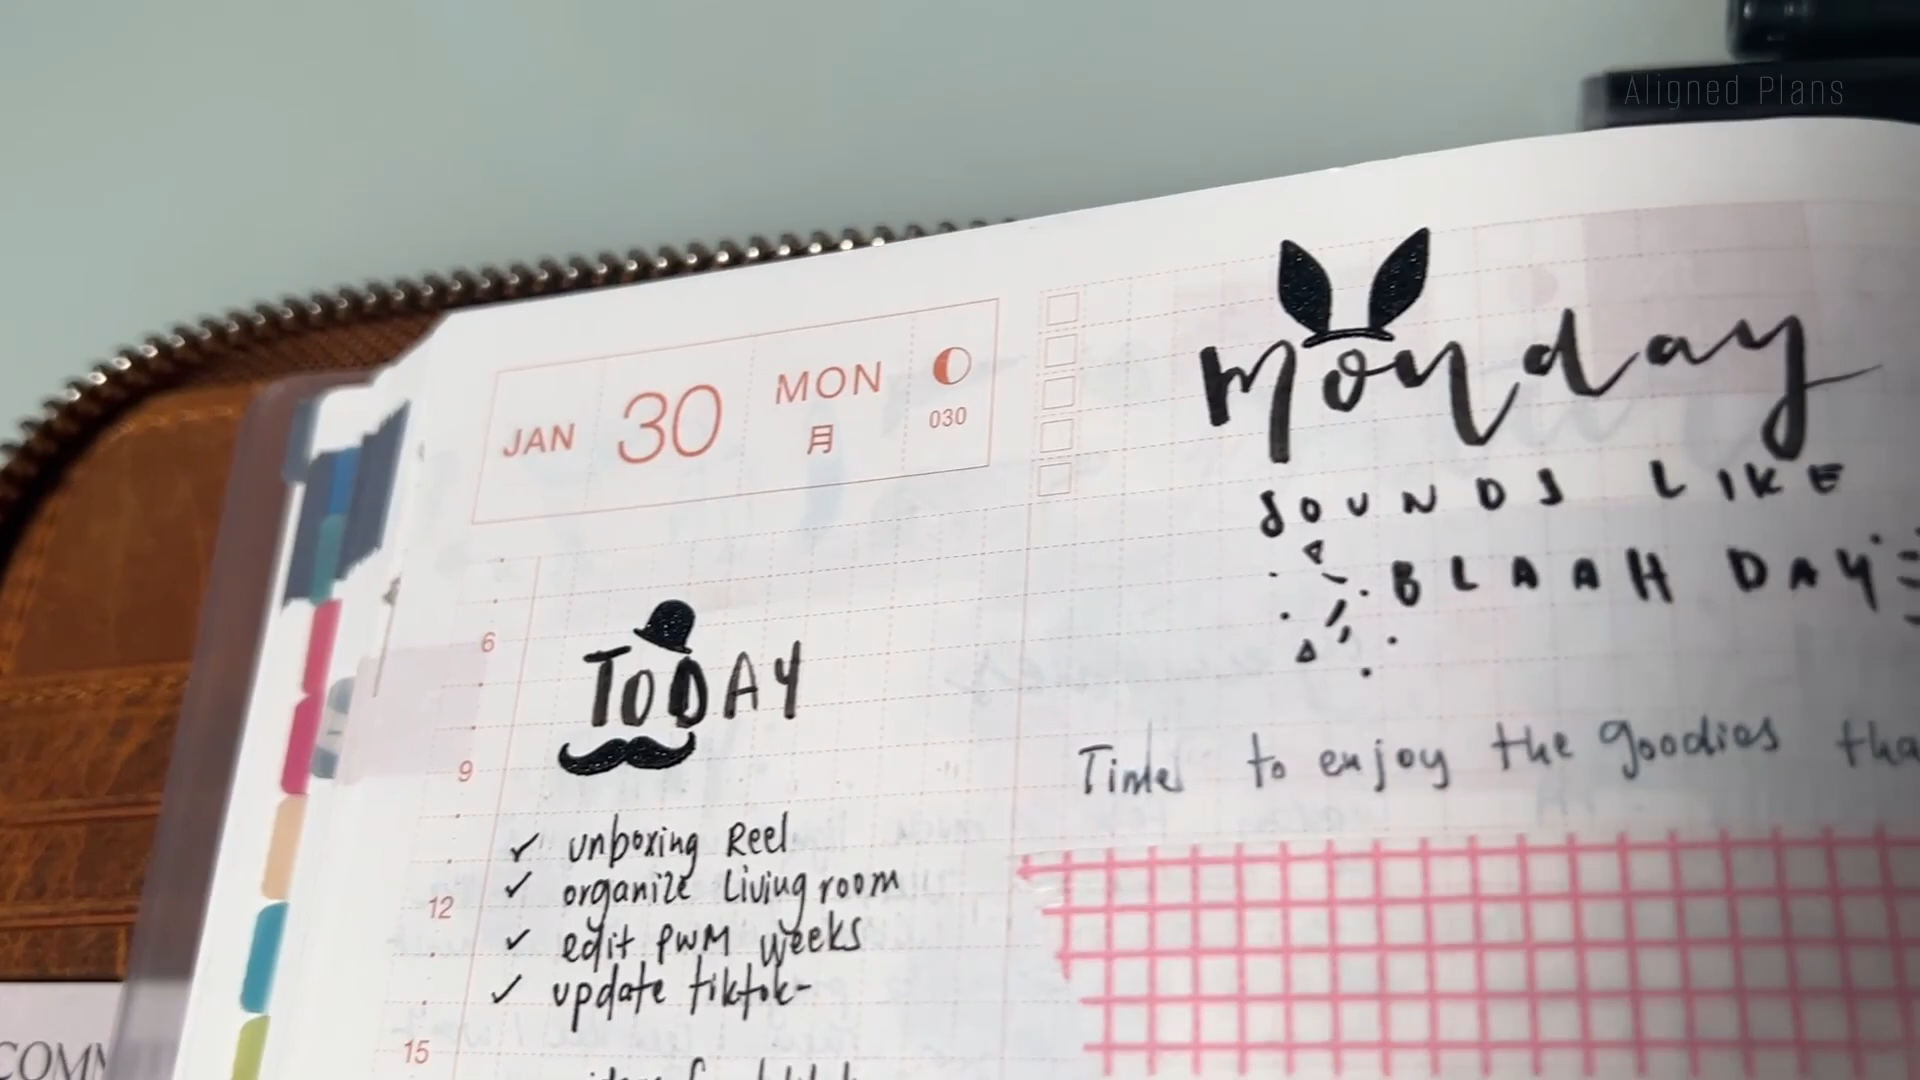 Aligned Plans
JAN 30 MON
月
030
monday
SOUNDS LIKE
BLAAH DAY
6
TODAY
9
Time to enjoy the goodies
✓ unboxing Reel
✓ organize Living room
12
✓ edit PWM weeks
✓ update tiktok-
15